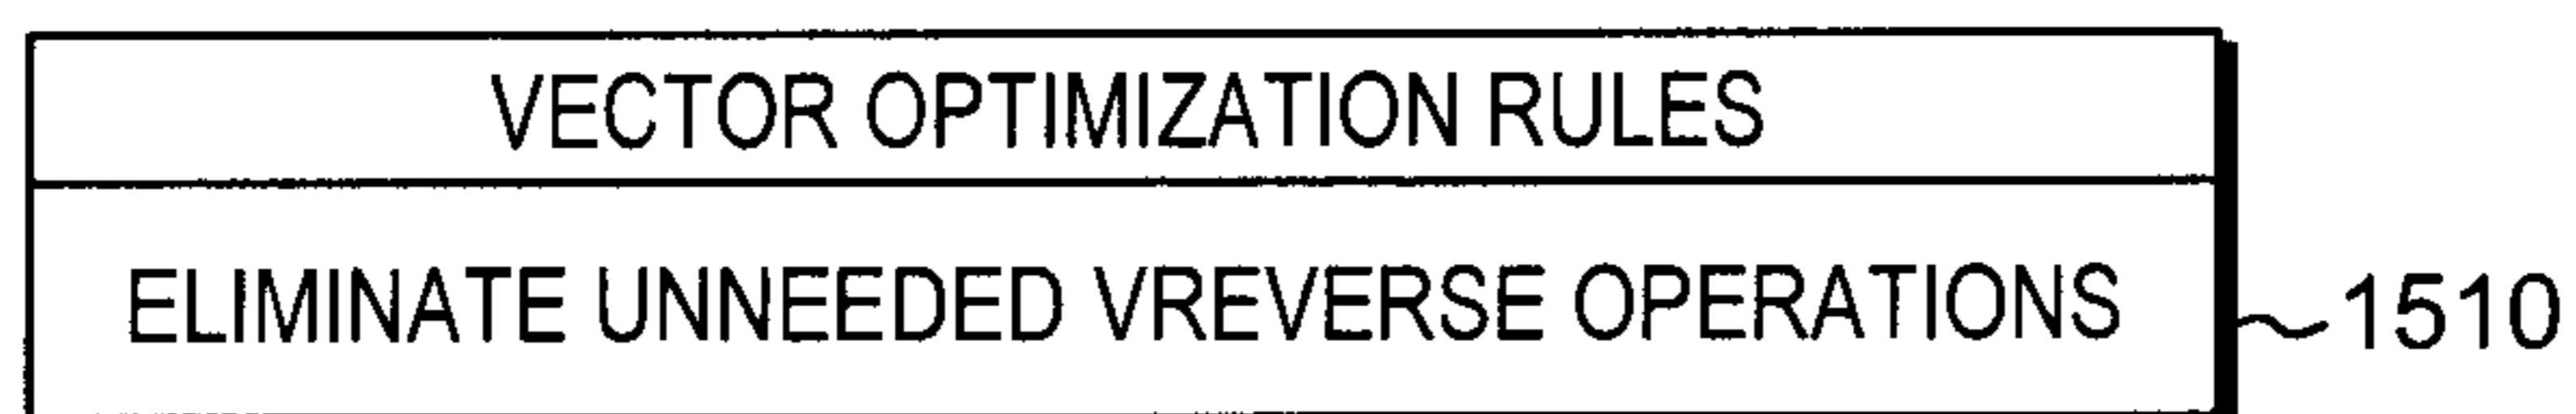 VECTOR OPTIMIZATION RULES
ELIMINATE UNNEEDED VREVERSE OPERATIONS
1510